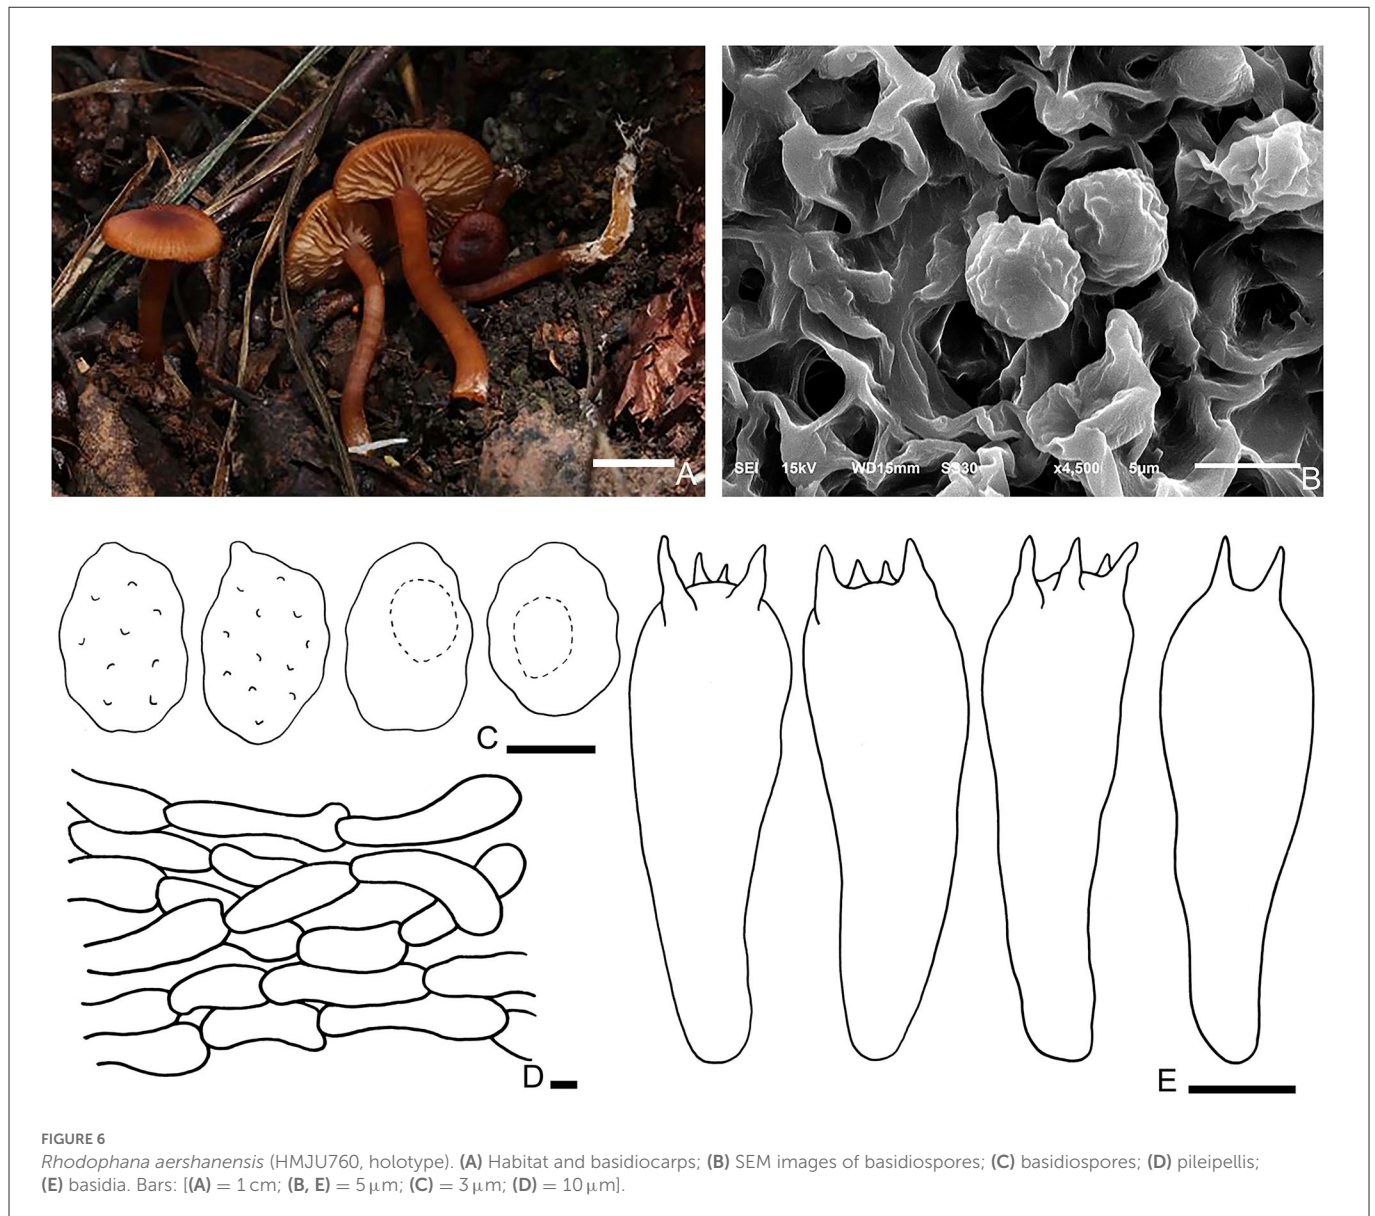 A
SEI 15kV WD15mm SS30 x4,500 5μm
B
C
D
E
FIGURE 6
Rhodophana aershanensis (HMJU760, holotype). (A) Habitat and basidiocarps; (B) SEM images of basidiospores; (C) basidiospores; (D) pileipellis;
(E) basidia. Bars: [(A) = 1 cm; (B, E) = 5 μm; (C) = 3 μm; (D) = 10 μm].